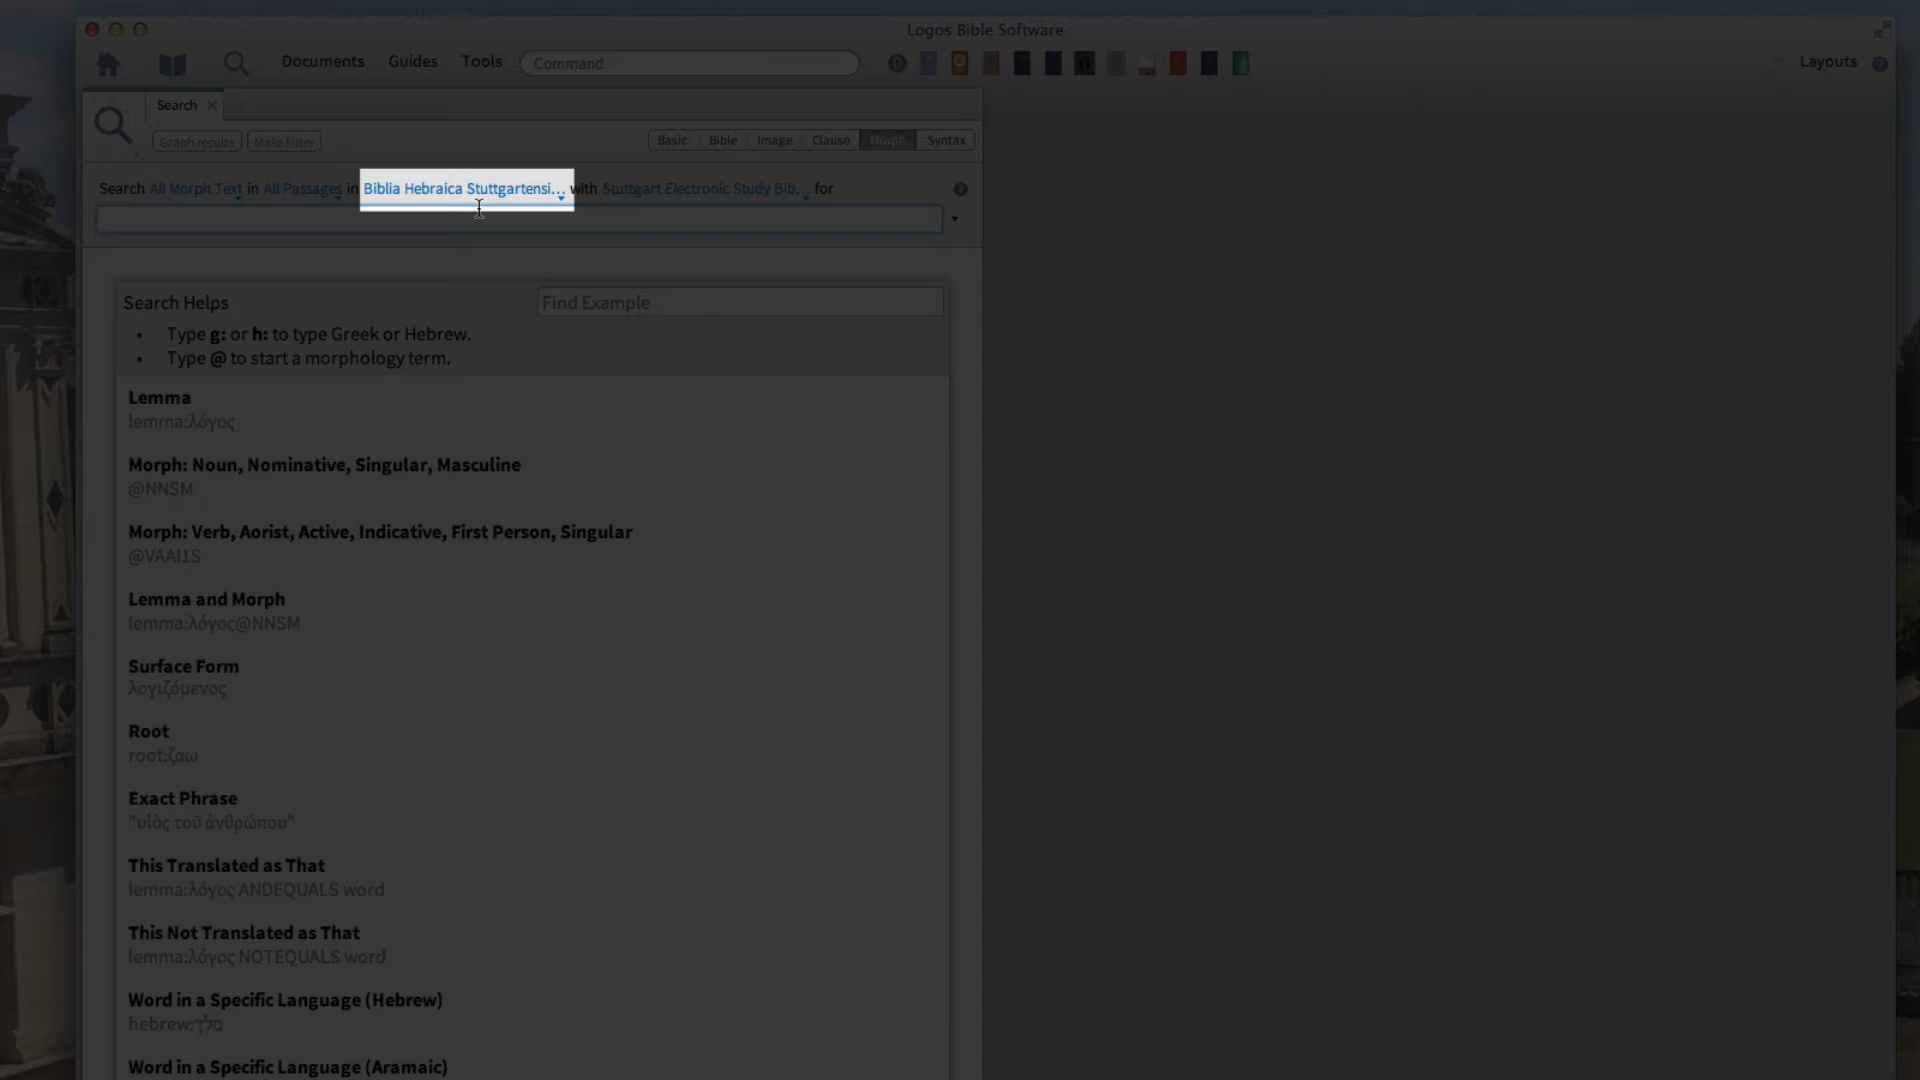 Logos Bible Software
Documents Guides Tools Command Layouts ?
Search
Graph results Make Filter Basic Bible Image Clause Morph Syntax
Search All Morph Text in All Passages in Biblia Hebraica Stuttgartensi... with Stuttgart Electronic Study Bib... for ?
Search Helps Find Example
• Type g: or h: to type Greek or Hebrew.
• Type @ to start a morphology term.
Lemma
lemma:λόγος
Morph: Noun, Nominative, Singular, Masculine
@NNSM
Morph: Verb, Aorist, Active, Indicative, First Person, Singular
@VAAI1S
Lemma and Morph
lemma:λόγος@NNSM
Surface Form
λογιζόμενος
Root
root:ζαω
Exact Phrase
"υἱὸς τοῦ ἀνθρώπου"
This Translated as That
lemma:λόγος ANDEQUALS word
This Not Translated as That
lemma:λόγος NOTEQUALS word
Word in a Specific Language (Hebrew)
hebrew:מלך
Word in a Specific Language (Aramaic)